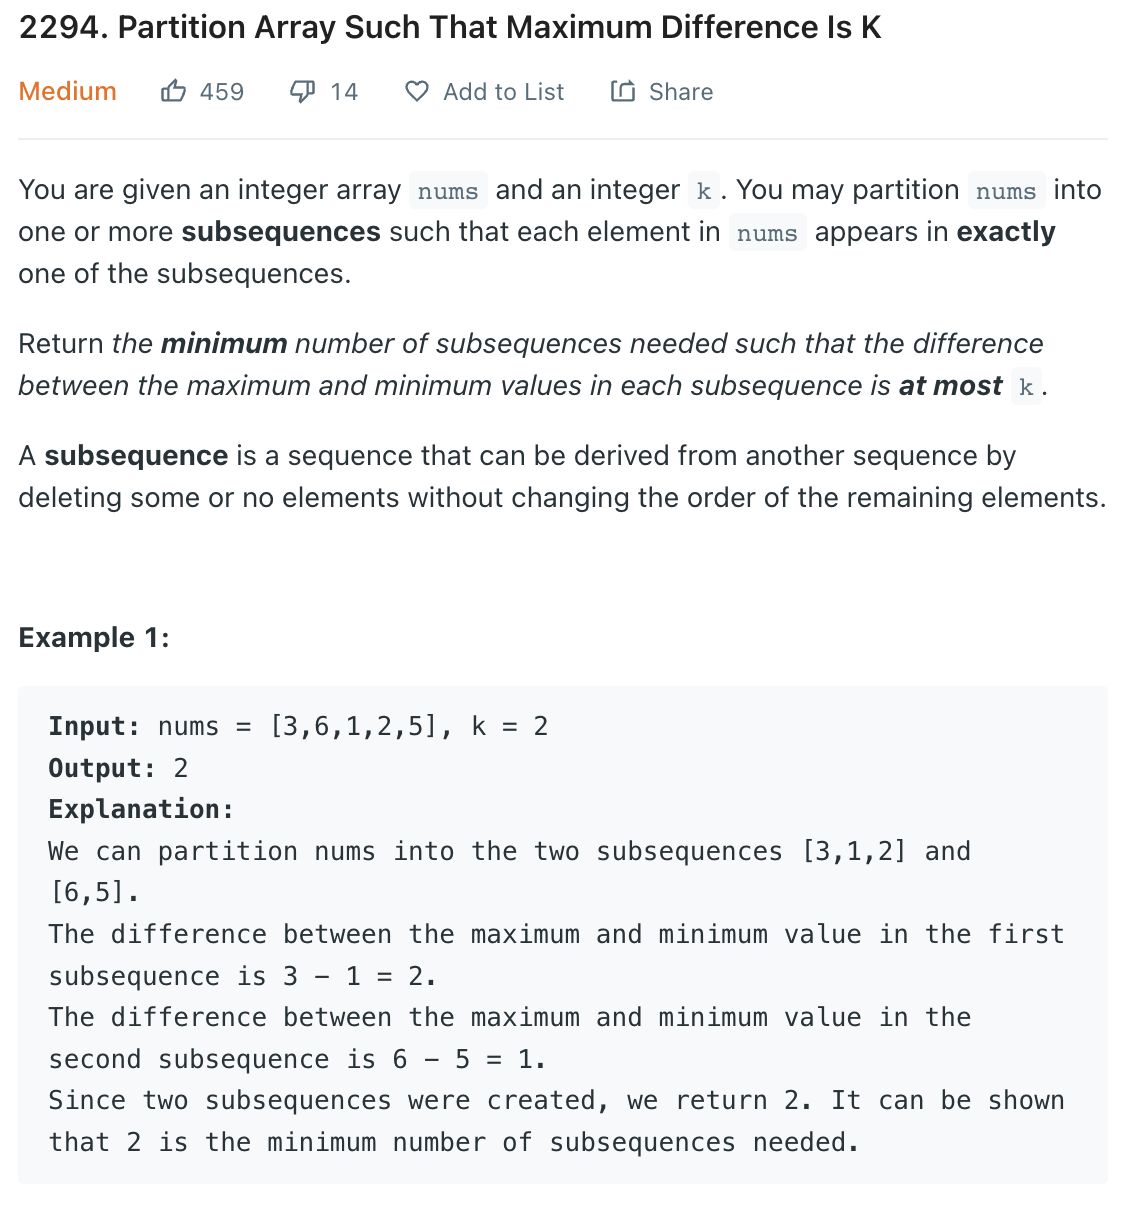 2294. Partition Array Such That Maximum Difference Is K
Medium 459 14 Add to List Share
You are given an integer array nums and an integer k. You may partition nums into
one or more subsequences such that each element in nums appears in exactly
one of the subsequences.
Return the minimum number of subsequences needed such that the difference
between the maximum and minimum values in each subsequence is at most k.
A subsequence is a sequence that can be derived from another sequence by
deleting some or no elements without changing the order of the remaining elements.
Example 1:
Input: nums = [3,6,1,2,5], k = 2
Output: 2
Explanation:
We can partition nums into the two subsequences [3,1,2] and
[6,5].
The difference between the maximum and minimum value in the first
subsequence is 3 - 1 = 2.
The difference between the maximum and minimum value in the
second subsequence is 6 - 5 = 1.
Since two subsequences were created, we return 2. It can be shown
that 2 is the minimum number of subsequences needed.